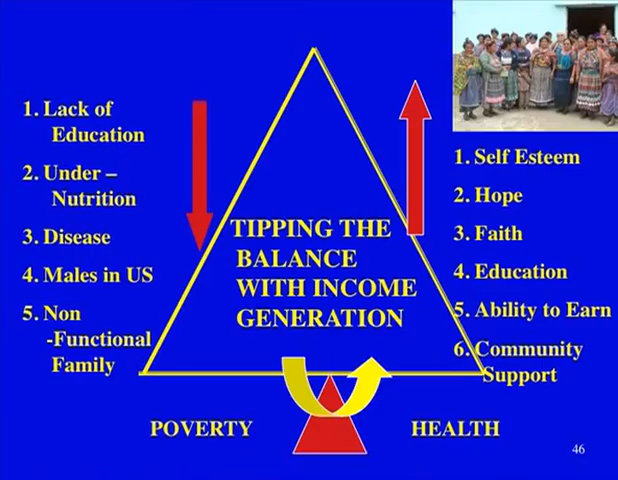 1. Lack of
Education
2. Under –
Nutrition
3. Disease
4. Males in US
5. Non
-Functional
Family
TIPPING THE
BALANCE
WITH INCOME
GENERATION
1. Self Esteem
2. Hope
3. Faith
4. Education
5. Ability to Earn
6. Community
Support
POVERTY
HEALTH
46